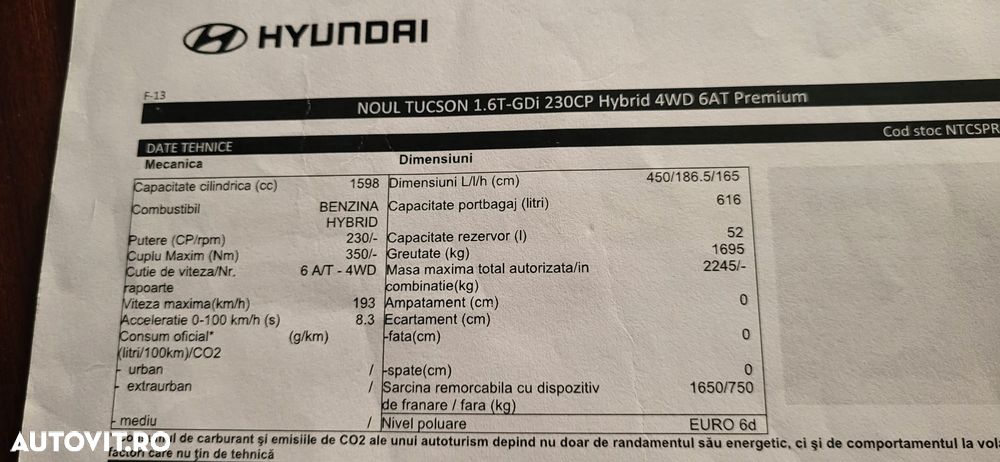 HYUNDAI
F-13
NOUL TUCSON 1.6T-GDi 230CP Hybrid 4WD 6AT Premium
Cod stoc NTCSPR
DATE TEHNICE
Mecanica Dimensiuni
Capacitate cilindrica (cc) 1598 Dimensiuni L/l/h (cm) 450/186.5/165
Combustibil BENZINA Capacitate portbagaj (litri) 616
HYBRID
Putere (CP/rpm) 230/- Capacitate rezervor (l) 52
Cuplu Maxim (Nm) 350/- Greutate (kg) 1695
Cutie de viteza/Nr. 6 A/T - 4WD Masa maxima total autorizata/in 2245/-
rapoarte combinatie(kg)
Viteza maxima(km/h) 193 Ampatament (cm) 0
Acceleratie 0-100 km/h (s) 8.3 Ecartament (cm)
Consum oficial* (g/km) -fata(cm) 0
(litri/100km)/CO2
- urban / -spate(cm) 0
- extraurban / Sarcina remorcabila cu dispozitiv 1650/750
de franare / fara (kg)
- mediu / Nivel poluare EURO 6d
de carburant şi emisiile de CO2 ale unui autoturism depind nu doar de randamentul său energetic, ci şi de comportamentul la
factori care nu ţin de tehnică
AUTOVIT.RO